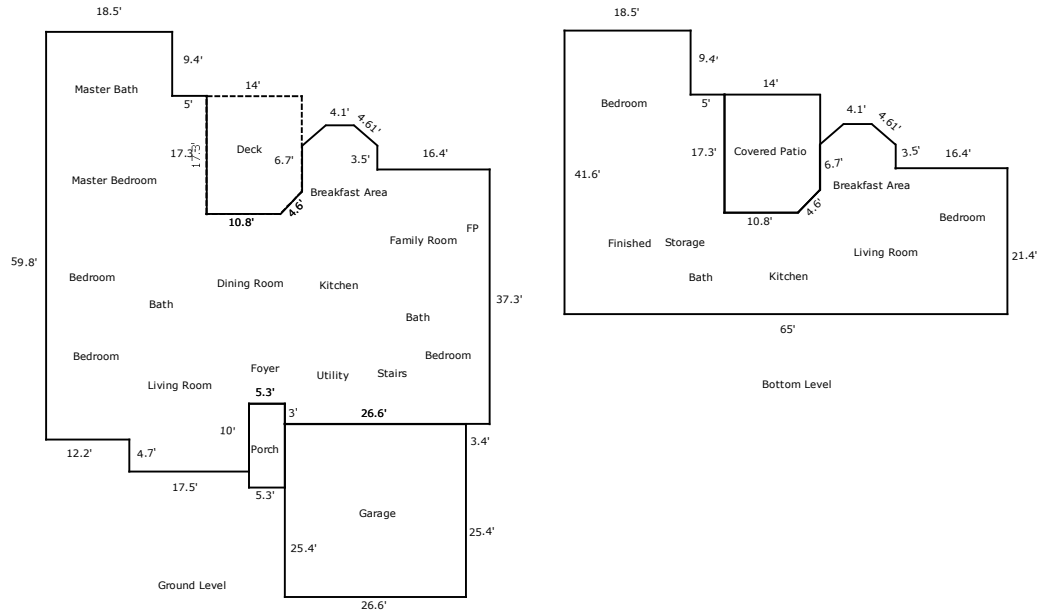 18.5'
9.4'
Master Bath
5'
14'
17.3'
17.3'
Deck
6.7'
4.1'
4.61'
3.5'
16.4'
Master Bedroom
Breakfast Area
4.6'
10.8'
FP
Family Room
59.8'
Bedroom
Dining Room
Kitchen
37.3'
Bath
Bath
Bedroom
Bedroom
Foyer
Utility
Stairs
Living Room
5.3'
3'
26.6'
10'
Porch
3.4'
12.2'
4.7'
17.5'
5.3'
Garage
25.4'
25.4'
Ground Level
26.6'
18.5'
9.4'
Bedroom
5'
14'
4.1'
4.61'
17.3'
Covered Patio
6.7'
3.5'
16.4'
41.6'
Breakfast Area
4.6'
10.8'
Bedroom
Finished
Storage
Living Room
21.4'
Bath
Kitchen
65'
Bottom Level